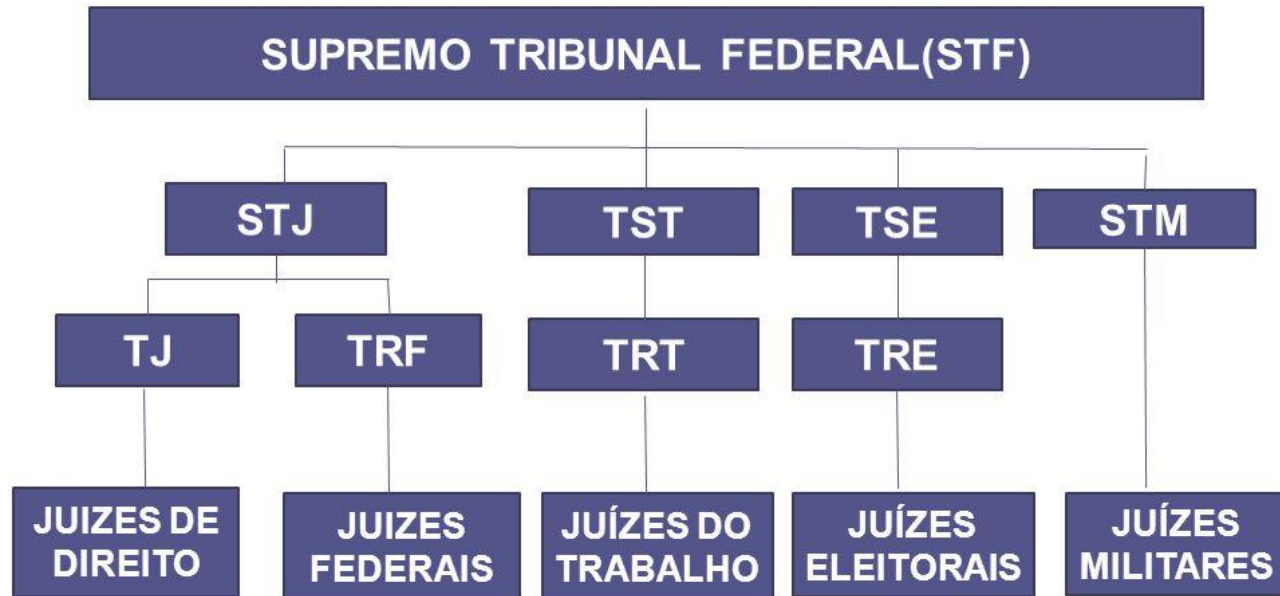 SUPREMO TRIBUNAL FEDERAL(STF)
STJ
TST
TSE
STM
TJ
TRF
TRT
TRE
JUIZES DE
DIREITO
JUIZES
FEDERAIS
JUÍZES DO
TRABALHO
JUÍZES
ELEITORAIS
JUÍZES
MILITARES